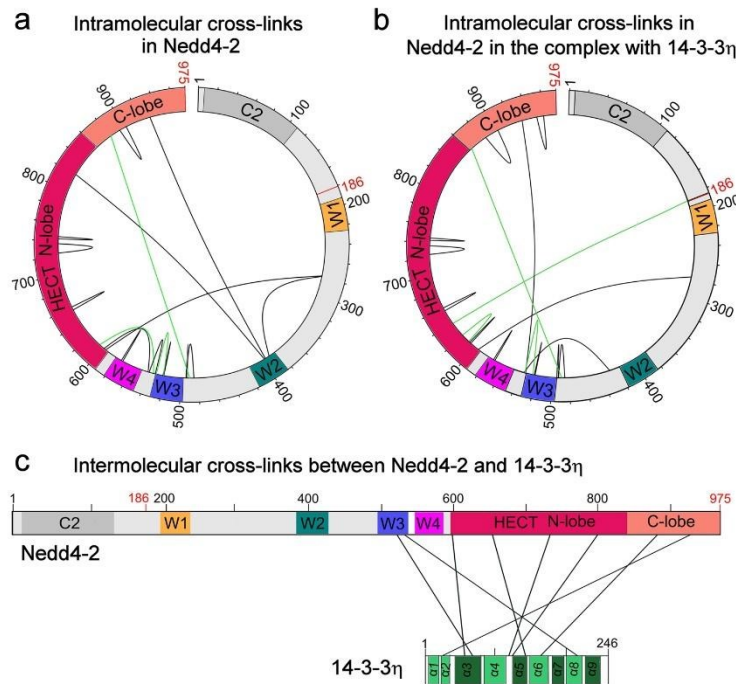 a
Intramolecular cross-links
in Nedd4-2
b
Intramolecular cross-links in
Nedd4-2 in the complex with 14-3-3η
975
1
C2
100
186
200
W1
300
W2
400
W3
500
W4
600
HECT N-lobe
700
800
C-lobe
900
975
1
C2
100
186
200
W1
300
W2
400
W3
500
W4
600
HECT N-lobe
700
800
C-lobe
900
c
Intermolecular cross-links between Nedd4-2 and 14-3-3η
1 186 200 400 600 800 975
C2 W1 W2 W3 W4 HECT N-lobe C-lobe
Nedd4-2
1 246
14-3-3η α1 α2 α3 α4 α5 α6 α7 α8 α9